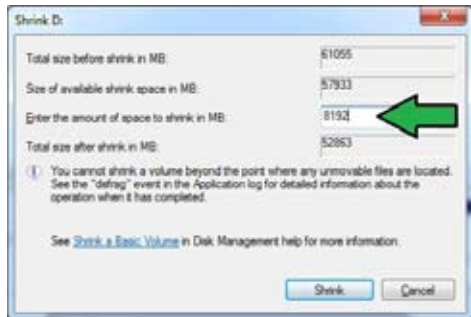 Shrink D:
Total size before shrink in MB: 61055
Size of available shrink space in MB: 57933
Enter the amount of space to shrink in MB: 8192
Total size after shrink in MB: 52863
You cannot shrink a volume beyond the point where any unmovable files are located.
See the "defrag" event in the Application log for detailed information about the
operation when it has completed.
See Shrink a Basic Volume in Disk Management help for more information.
Shrink Cancel